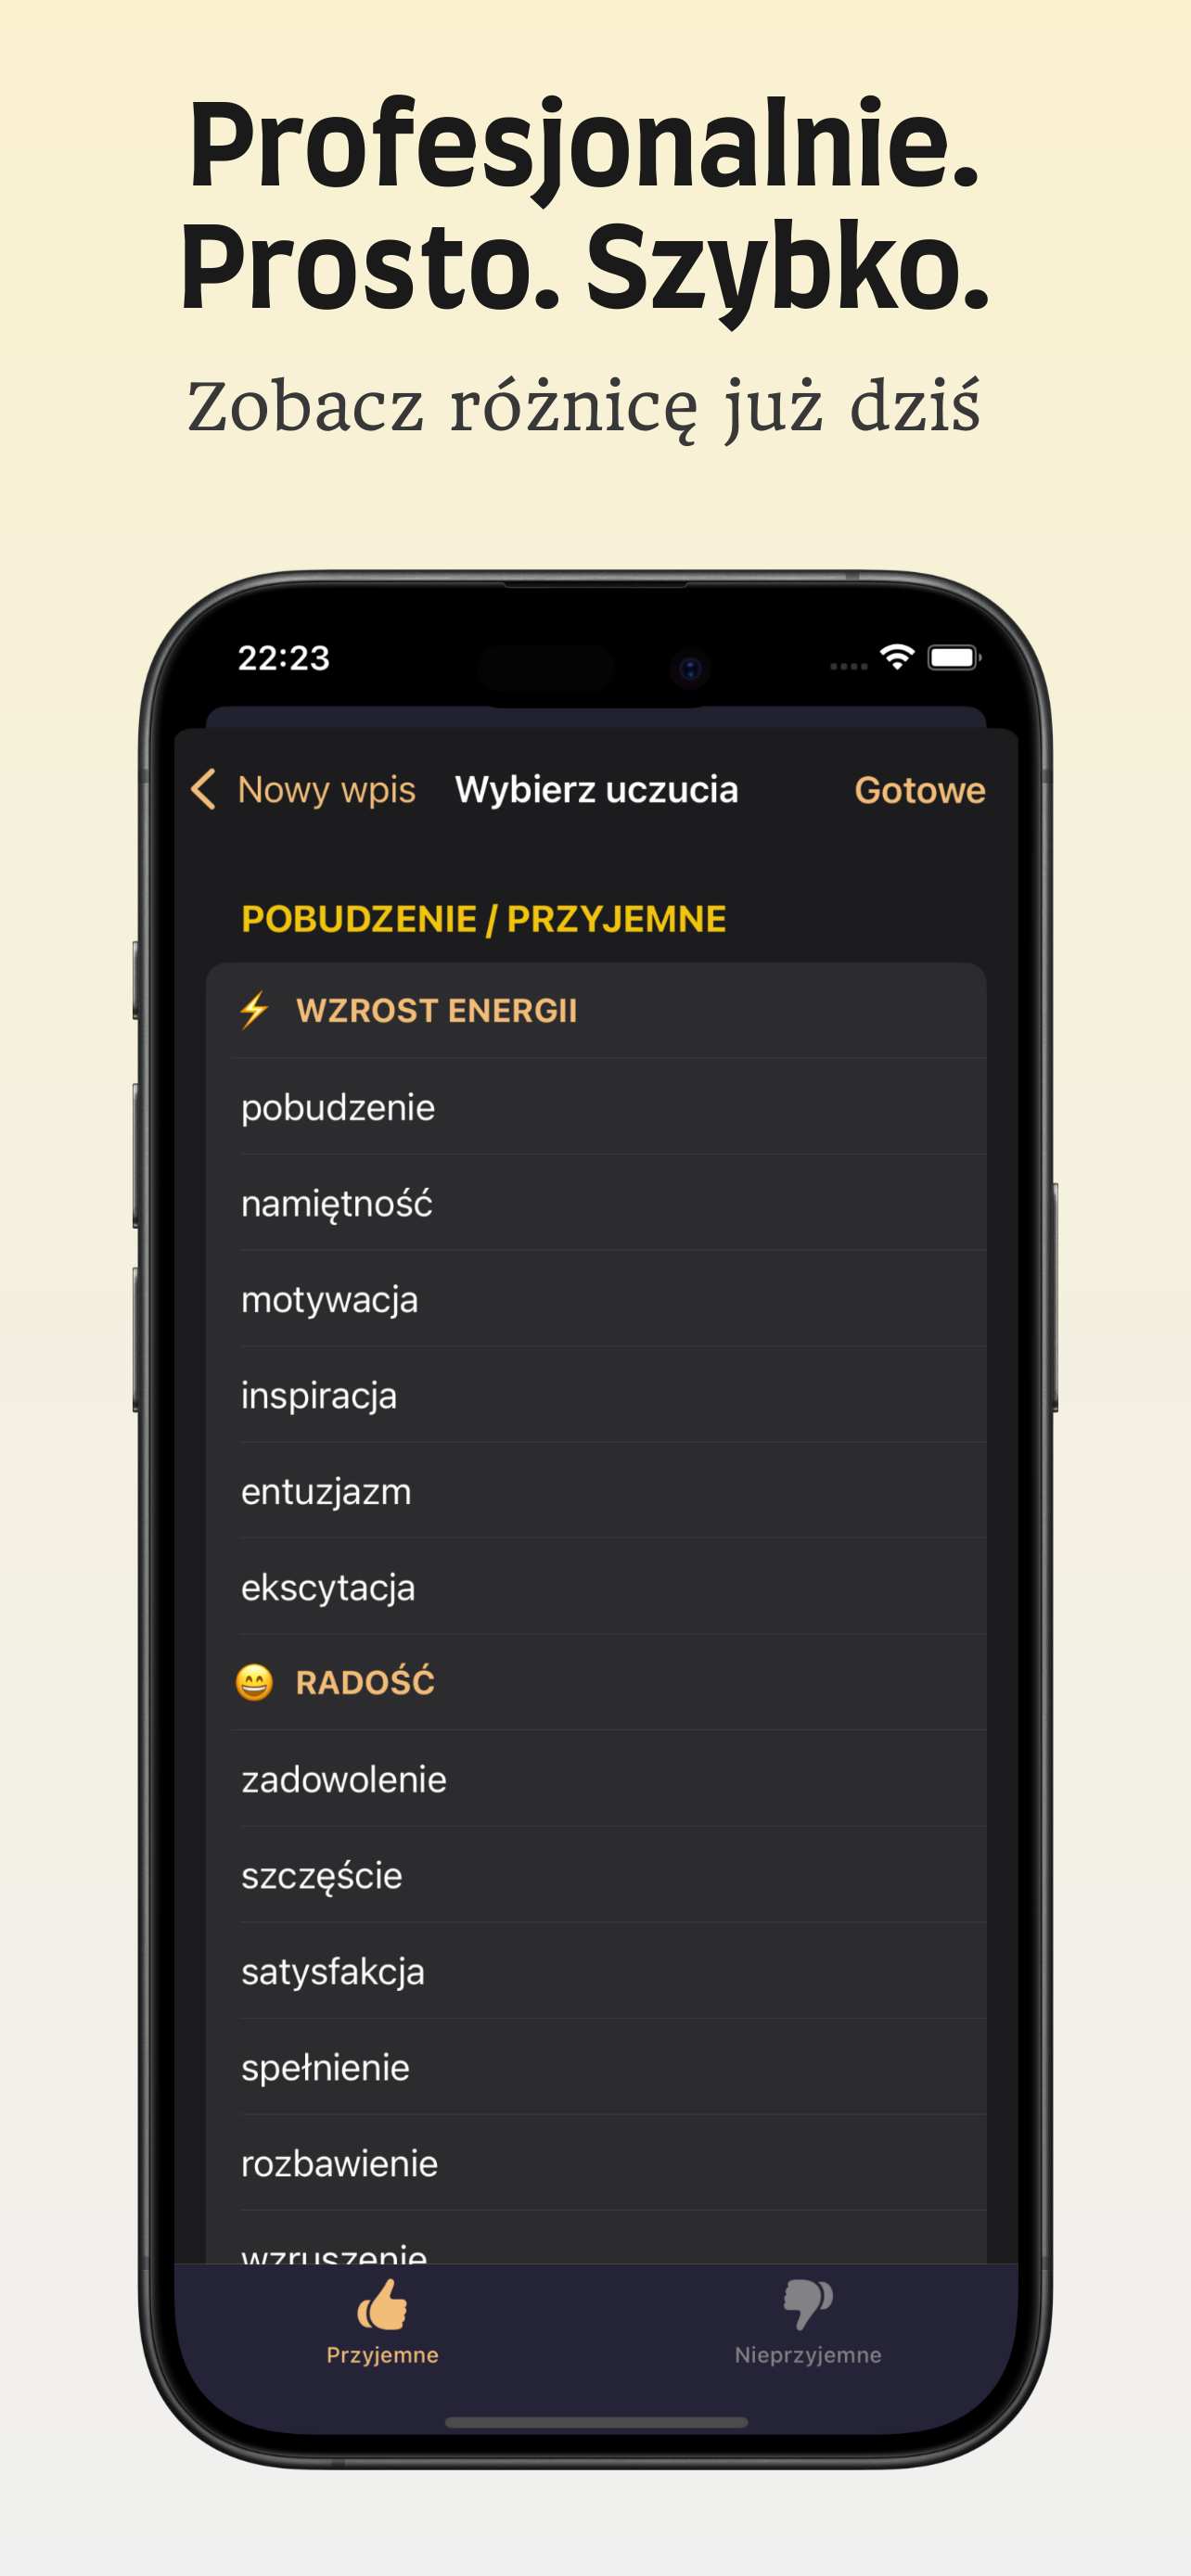 Profesjonalnie.
Prosto. Szybko.
Zobacz różnicę już dziś
22:23
Nowy wpis Wybierz uczucia Gotowe
POBUDZENIE / PRZYJEMNE
⚡ WZROST ENERGII
pobudzenie
namiętność
motywacja
inspiracja
entuzjazm
ekscytacja
😄 RADOŚĆ
zadowolenie
szczęście
satysfakcja
spełnienie
rozbawienie
wzruszenie
Przyjemne Nieprzyjemne